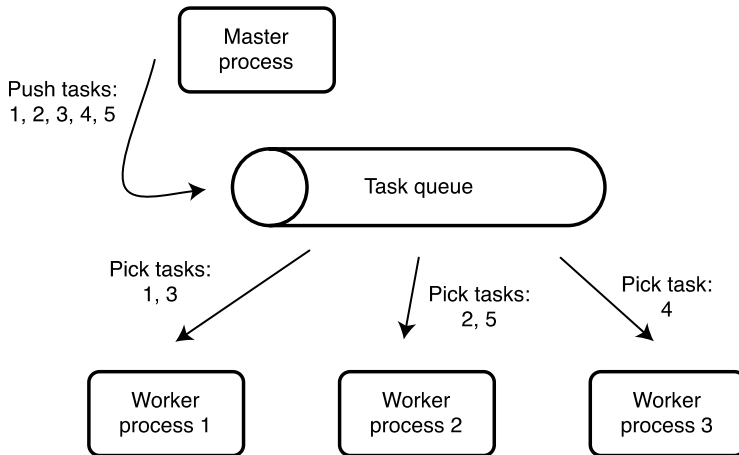 Master
process
Push tasks:
1, 2, 3, 4, 5
Task queue
Pick tasks:
1, 3
Pick tasks:
2, 5
Pick task:
4
Worker
process 1
Worker
process 2
Worker
process 3